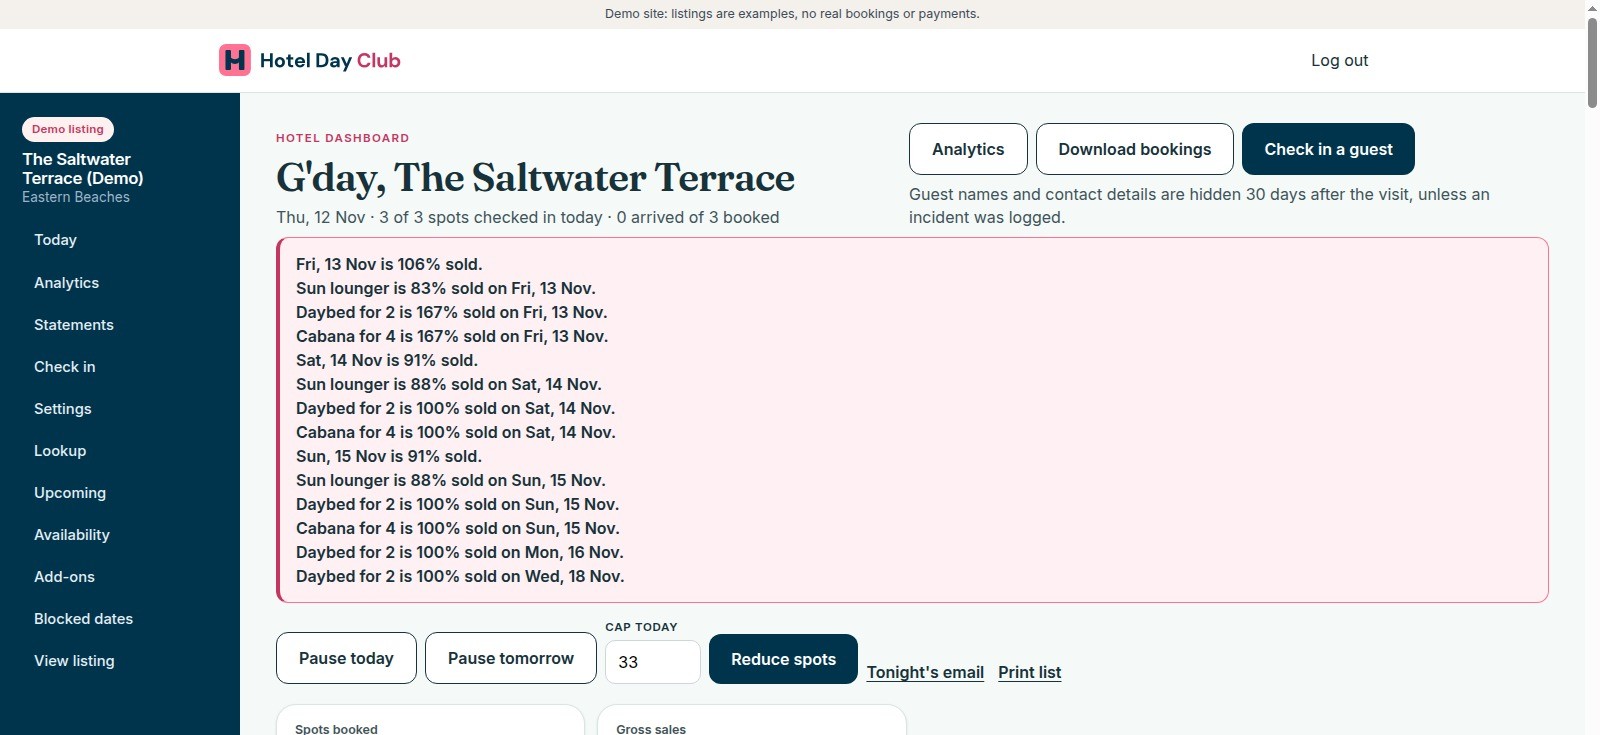 Demo site: listings are examples, no real bookings or payments.
Hotel Day Club
Log out
Demo listing
The Saltwater
Terrace (Demo)
Eastern Beaches
Today
Analytics
Statements
Check in
Settings
Lookup
Upcoming
Availability
Add-ons
Blocked dates
View listing
HOTEL DASHBOARD
G'day, The Saltwater Terrace
Thu, 12 Nov · 3 of 3 spots checked in today · 0 arrived of 3 booked
Analytics
Download bookings
Check in a guest
Guest names and contact details are hidden 30 days after the visit, unless an
incident was logged.
Fri, 13 Nov is 106% sold.
Sun lounger is 83% sold on Fri, 13 Nov.
Daybed for 2 is 167% sold on Fri, 13 Nov.
Cabana for 4 is 167% sold on Fri, 13 Nov.
Sat, 14 Nov is 91% sold.
Sun lounger is 88% sold on Sat, 14 Nov.
Daybed for 2 is 100% sold on Sat, 14 Nov.
Cabana for 4 is 100% sold on Sat, 14 Nov.
Sun, 15 Nov is 91% sold.
Sun lounger is 88% sold on Sun, 15 Nov.
Daybed for 2 is 100% sold on Sun, 15 Nov.
Cabana for 4 is 100% sold on Sun, 15 Nov.
Daybed for 2 is 100% sold on Mon, 16 Nov.
Daybed for 2 is 100% sold on Wed, 18 Nov.
Pause today
Pause tomorrow
CAP TODAY
33
Reduce spots
Tonight's email
Print list
Spots booked
Gross sales